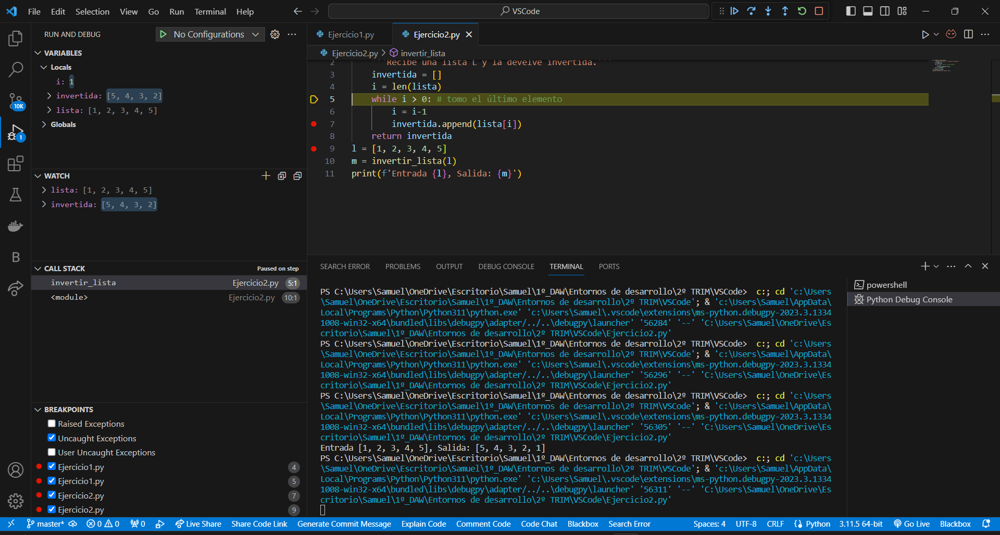 File Edit Selection View Go Run Terminal Help VSCode
RUN AND DEBUG No Configurations
VARIABLES
Locals
i: 1
invertida: [5, 4, 3, 2]
lista: [1, 2, 3, 4, 5]
Globals
WATCH
lista: [1, 2, 3, 4, 5]
invertida: [5, 4, 3, 2]
CALL STACK Paused on step
invertir_lista Ejercicio2.py 5:1
<module> Ejercicio2.py 10:1
BREAKPOINTS
Raised Exceptions
Uncaught Exceptions
User Uncaught Exceptions
Ejercicio1.py 4
Ejercicio1.py 5
Ejercicio2.py 7
Ejercicio2.py 9
10K
1
B
Ejercicio1.py Ejercicio2.py
Ejercicio2.py > invertir_lista
2 '''Recibe una lista L y la develve invertida.'''
3 invertida = []
4 i = len(lista)
5 while i > 0: # tomo el último elemento
6 i = i-1
7 invertida.append(lista[i])
8 return invertida
9 l = [1, 2, 3, 4, 5]
10 m = invertir_lista(l)
11 print(f'Entrada {l}, Salida: {m}')
SEARCH ERROR PROBLEMS OUTPUT DEBUG CONSOLE TERMINAL PORTS
PS C:\Users\Samuel\OneDrive\Escritorio\Samuel\1º_DAW\Entornos de desarrollo\2º TRIM\VSCode> c:; cd 'c:\Users
\Samuel\OneDrive\Escritorio\Samuel\1º_DAW\Entornos de desarrollo\2º TRIM\VSCode'; & 'c:\Users\Samuel\AppData\
Local\Programs\Python\Python311\python.exe' 'c:\Users\Samuel\.vscode\extensions\ms-python.debugpy-2023.3.1334
1008-win32-x64\bundled\libs\debugpy\adapter/../..\debugpy\launcher' '56284' '--' 'C:\Users\Samuel\OneDrive\Es
critorio\Samuel\1º_DAW\Entornos de desarrollo\2º TRIM\VSCode\Ejercicio2.py'
PS C:\Users\Samuel\OneDrive\Escritorio\Samuel\1º_DAW\Entornos de desarrollo\2º TRIM\VSCode> c:; cd 'c:\Users
\Samuel\OneDrive\Escritorio\Samuel\1º_DAW\Entornos de desarrollo\2º TRIM\VSCode'; & 'c:\Users\Samuel\AppData\
Local\Programs\Python\Python311\python.exe' 'c:\Users\Samuel\.vscode\extensions\ms-python.debugpy-2023.3.1334
1008-win32-x64\bundled\libs\debugpy\adapter/../..\debugpy\launcher' '56296' '--' 'C:\Users\Samuel\OneDrive\Es
critorio\Samuel\1º_DAW\Entornos de desarrollo\2º TRIM\VSCode\Ejercicio2.py'
PS C:\Users\Samuel\OneDrive\Escritorio\Samuel\1º_DAW\Entornos de desarrollo\2º TRIM\VSCode> c:; cd 'c:\Users
\Samuel\OneDrive\Escritorio\Samuel\1º_DAW\Entornos de desarrollo\2º TRIM\VSCode'; & 'c:\Users\Samuel\AppData\
Local\Programs\Python\Python311\python.exe' 'c:\Users\Samuel\.vscode\extensions\ms-python.debugpy-2023.3.1334
1008-win32-x64\bundled\libs\debugpy\adapter/../..\debugpy\launcher' '56305' '--' 'C:\Users\Samuel\OneDrive\Es
critorio\Samuel\1º_DAW\Entornos de desarrollo\2º TRIM\VSCode\Ejercicio2.py'
Entrada [1, 2, 3, 4, 5], Salida: [5, 4, 3, 2, 1]
PS C:\Users\Samuel\OneDrive\Escritorio\Samuel\1º_DAW\Entornos de desarrollo\2º TRIM\VSCode> c:; cd 'c:\Users
\Samuel\OneDrive\Escritorio\Samuel\1º_DAW\Entornos de desarrollo\2º TRIM\VSCode'; & 'c:\Users\Samuel\AppData\
Local\Programs\Python\Python311\python.exe' 'c:\Users\Samuel\.vscode\extensions\ms-python.debugpy-2023.3.1334
1008-win32-x64\bundled\libs\debugpy\adapter/../..\debugpy\launcher' '56311' '--' 'C:\Users\Samuel\OneDrive\Es
critorio\Samuel\1º_DAW\Entornos de desarrollo\2º TRIM\VSCode\Ejercicio2.py'
powershell
Python Debug Console
master* 0 0 0 Live Share Share Code Link Generate Commit Message Explain Code Comment Code Code Chat Blackbox Search Error Spaces: 4 UTF-8 CRLF Python 3.11.5 64-bit Go Live Blackbox